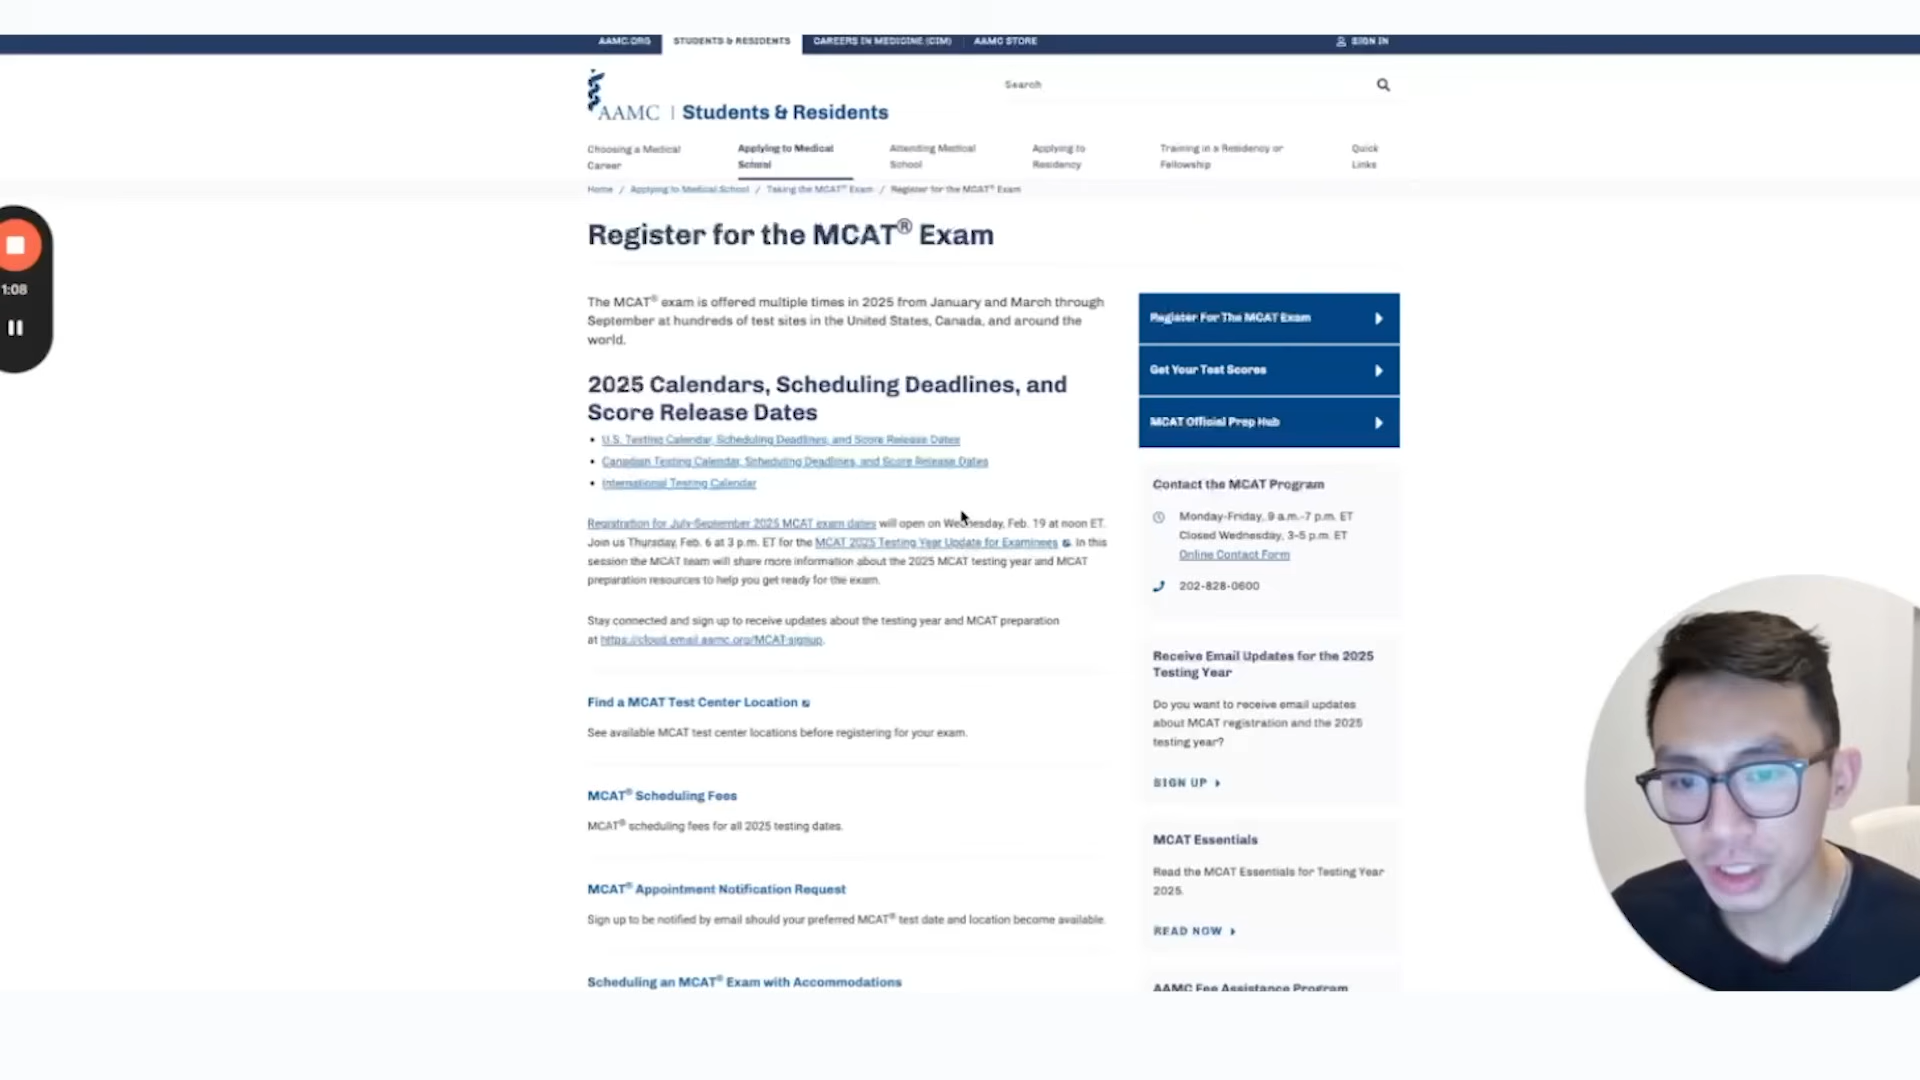 AAMC.ORG
STUDENTS & RESIDENTS
CAREERS IN MEDICINE (CIM)
AAMC STORE
SIGN IN
AAMC | Students & Residents
Search
Choosing a Medical
Career
Applying to Medical
School
Attending Medical
School
Applying to
Residency
Training in a Residency or
Fellowship
Quick
Links
Home / Applying to Medical School / Taking the MCAT® Exam / Register for the MCAT® Exam
Register for the MCAT® Exam
1:08
The MCAT® exam is offered multiple times in 2025 from January and March through
September at hundreds of test sites in the United States, Canada, and around the
world.
2025 Calendars, Scheduling Deadlines, and
Score Release Dates
• U.S. Testing Calendar, Scheduling Deadlines, and Score Release Dates
• Canadian Testing Calendar, Scheduling Deadlines, and Score Release Dates
• International Testing Calendar
Registration for July-September 2025 MCAT exam dates will open on Wednesday, Feb. 19 at noon ET.
Join us Thursday, Feb. 6 at 3 p.m. ET for the MCAT 2025 Testing Year Update for Examinees. In this
session the MCAT team will share more information about the 2025 MCAT testing year and MCAT
preparation resources to help you get ready for the exam.
Stay connected and sign up to receive updates about the testing year and MCAT preparation
at https://cloud.email.aamc.org/MCAT-signup.
Find a MCAT Test Center Location
See available MCAT test center locations before registering for your exam.
MCAT® Scheduling Fees
MCAT® scheduling fees for all 2025 testing dates.
MCAT® Appointment Notification Request
Sign up to be notified by email should your preferred MCAT® test date and location become available.
Scheduling an MCAT® Exam with Accommodations
Register For The MCAT Exam
Get Your Test Scores
MCAT Official Prep Hub
Contact the MCAT Program
Monday-Friday, 9 a.m.-7 p.m. ET
Closed Wednesday, 3-5 p.m. ET
Online Contact Form
202-828-0600
Receive Email Updates for the 2025
Testing Year
Do you want to receive email updates
about MCAT registration and the 2025
testing year?
SIGN UP
MCAT Essentials
Read the MCAT Essentials for Testing Year
2025.
READ NOW
AAMC Fee Assistance Program